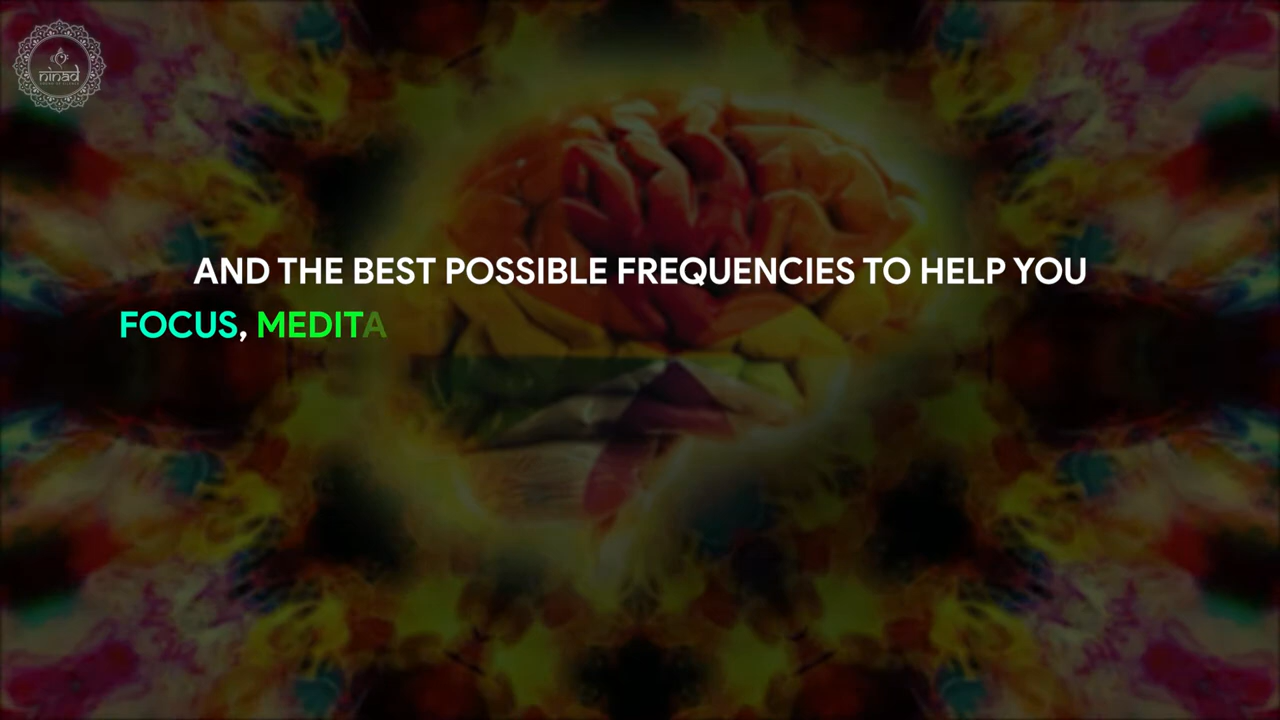 ninad
AND THE BEST POSSIBLE FREQUENCIES TO HELP YOU
FOCUS, MEDITA